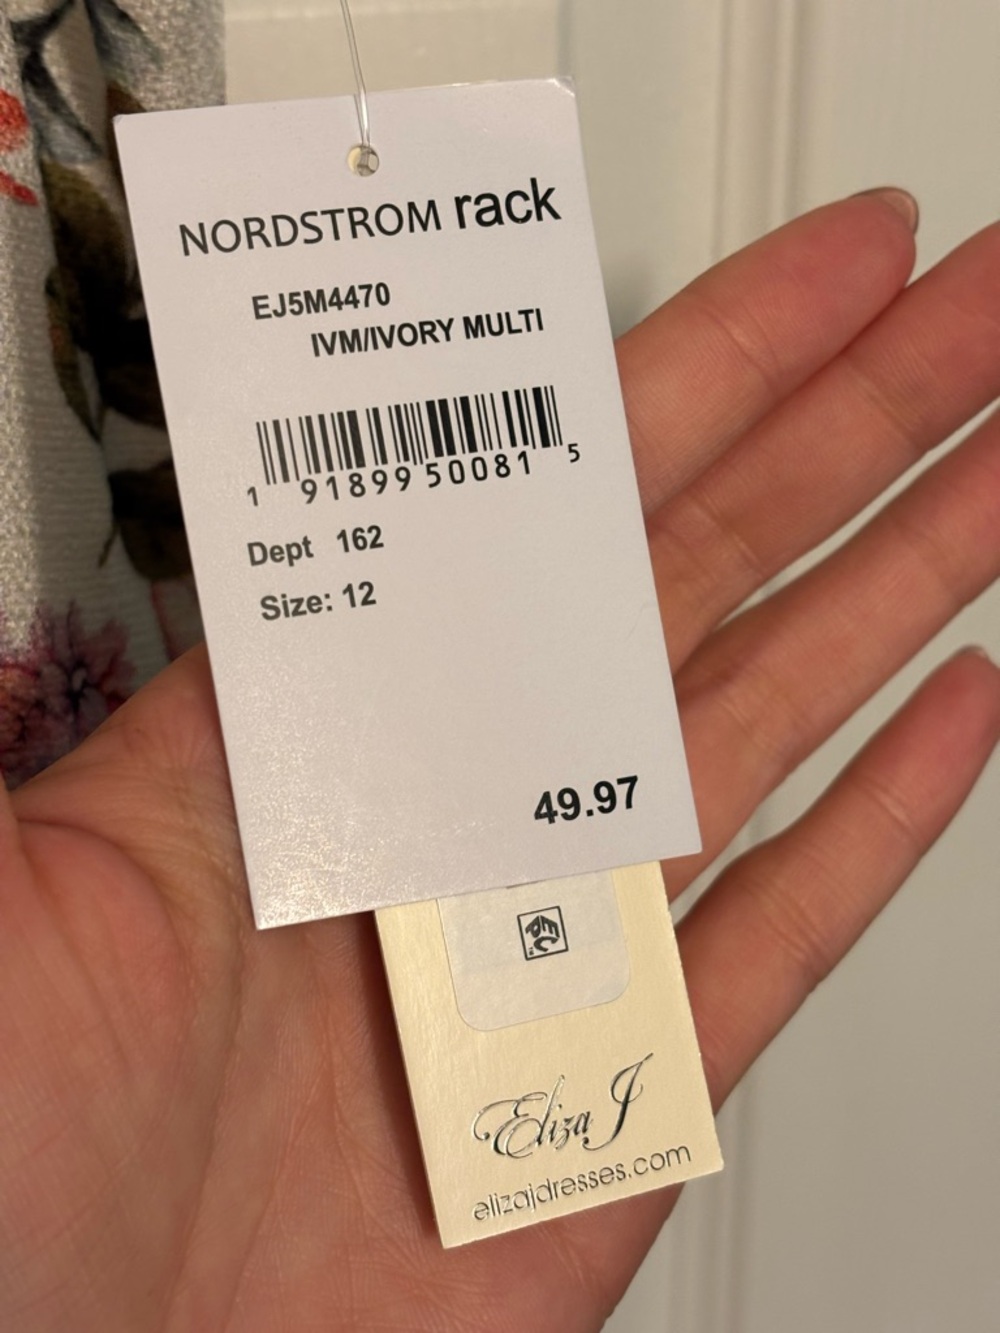 NORDSTROM rack
EJ5M4470
IVM/IVORY MULTI
1 91899 50081 5
Dept 162
Size: 12
49.97
Eliza J
elizajdresses.com